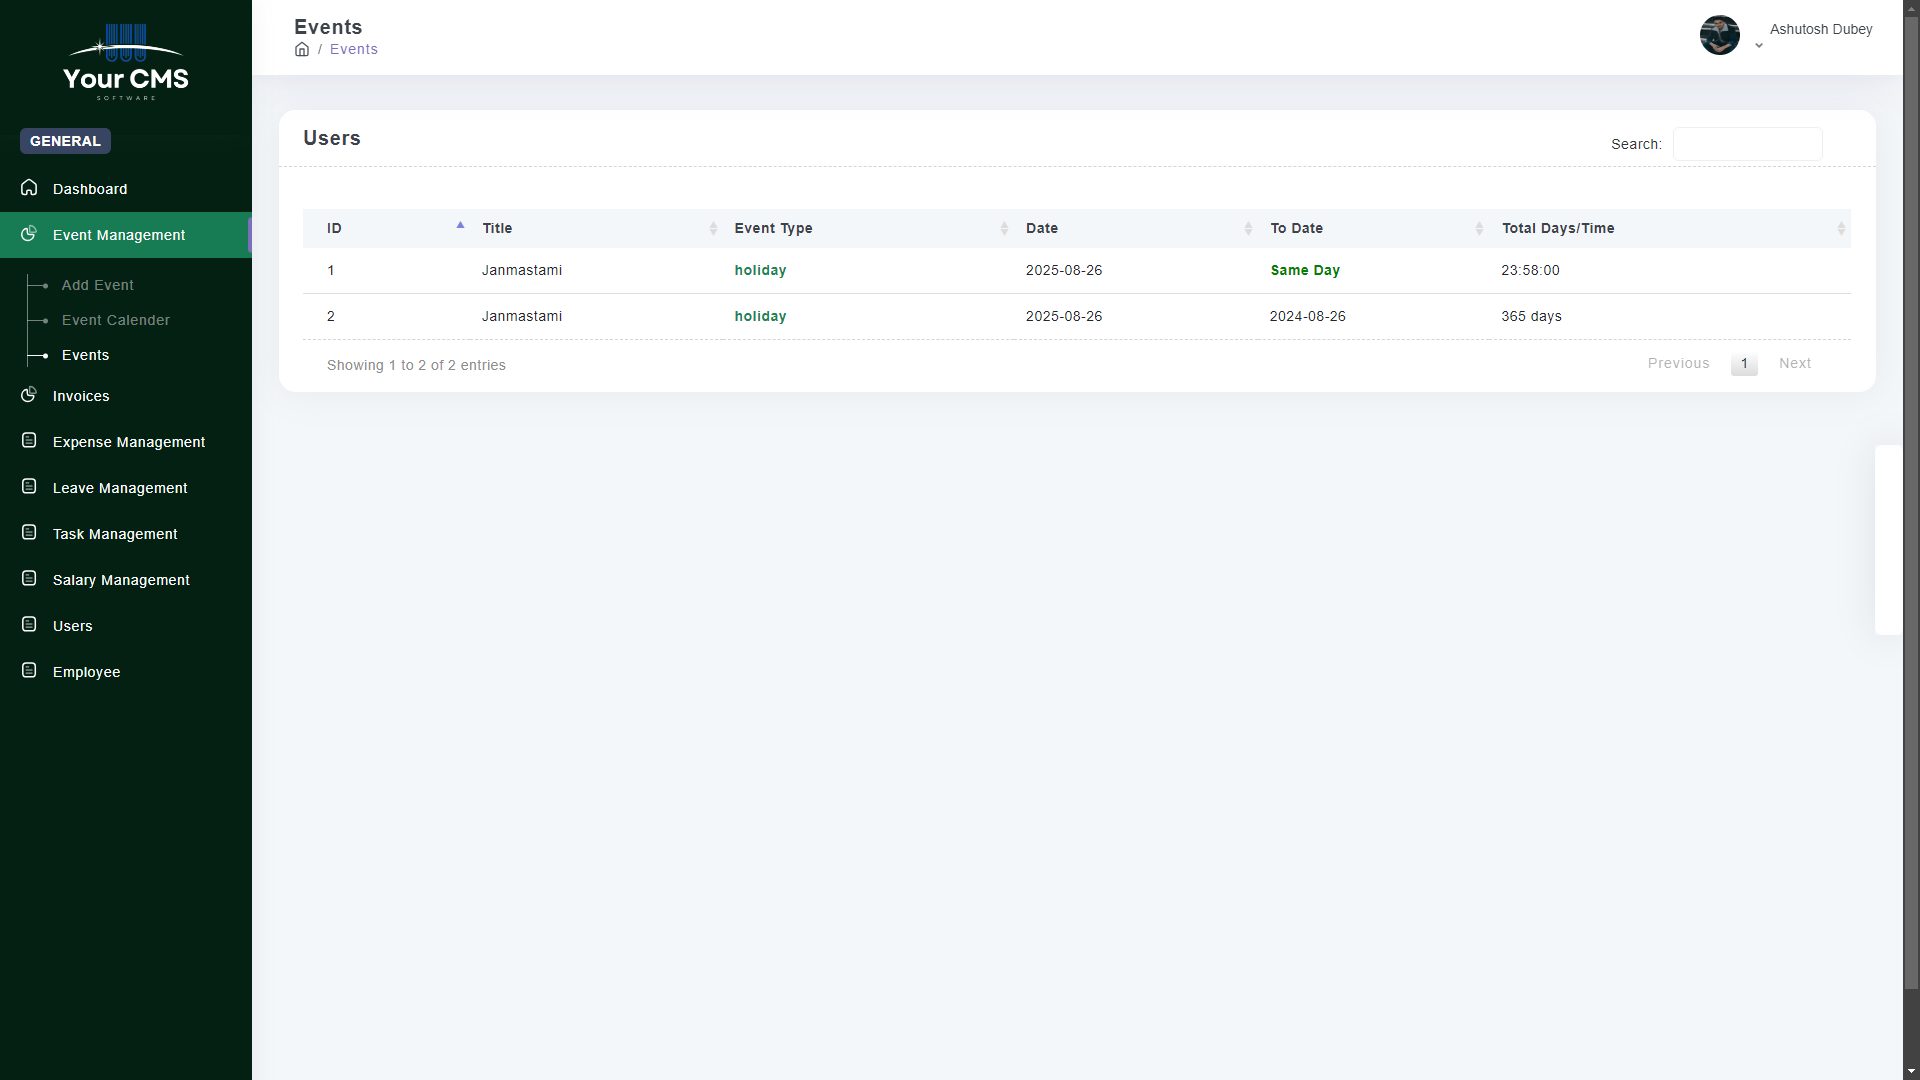 Your CMS
SOFTWARE
GENERAL
Dashboard
Event Management
Add Event
Event Calender
Events
Invoices
Expense Management
Leave Management
Task Management
Salary Management
Users
Employee
Events
/ Events
Ashutosh Dubey
Users
Search:
ID Title Event Type Date To Date Total Days/Time
1 Janmastami holiday 2025-08-26 Same Day 23:58:00
2 Janmastami holiday 2025-08-26 2024-08-26 365 days
Showing 1 to 2 of 2 entries
Previous 1 Next